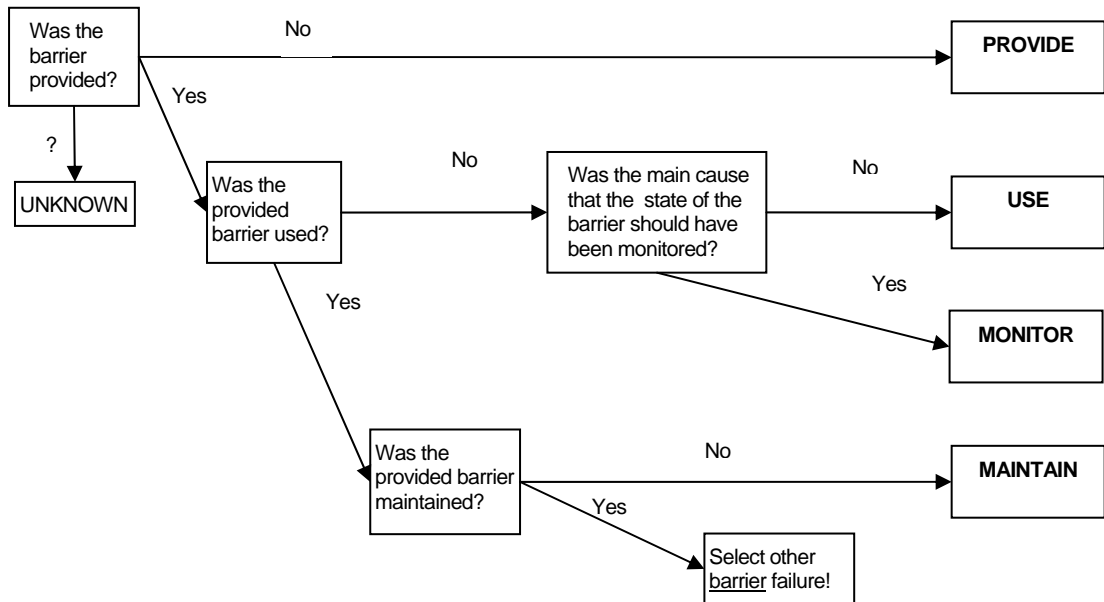 Was the
barrier
provided?
No
PROVIDE
Yes
?
UNKNOWN
Was the
provided
barrier used?
No
Was the main cause
that the state of the
barrier should have
been monitored?
No
USE
Yes
Yes
MONITOR
Was the
provided barrier
maintained?
No
MAINTAIN
Yes
Select other
barrier failure!